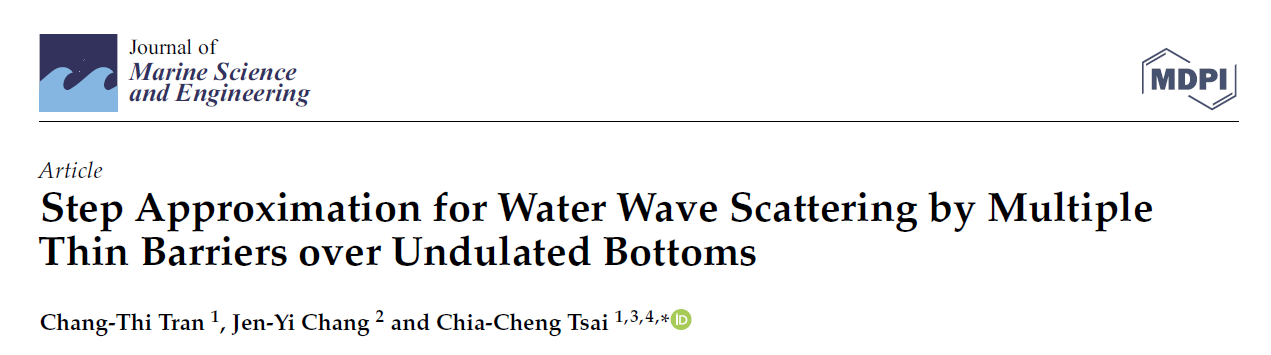 Journal of
Marine Science
and Engineering
MDPI
Article
Step Approximation for Water Wave Scattering by Multiple
Thin Barriers over Undulated Bottoms
Chang-Thi Tran 1, Jen-Yi Chang 2 and Chia-Cheng Tsai 1,3,4,* iD